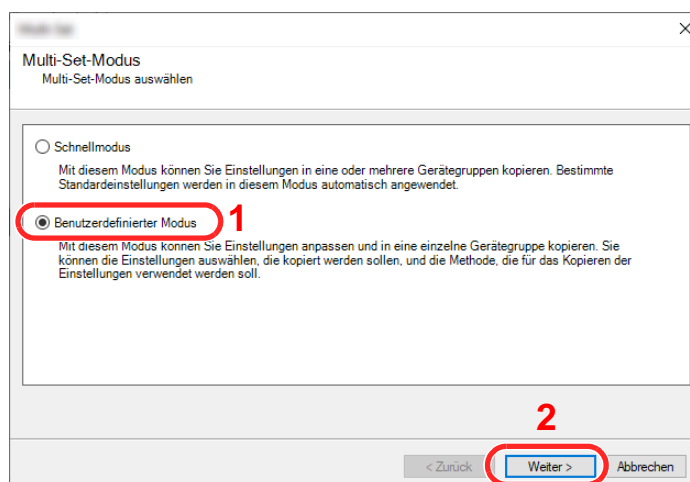 Multi-Set-Modus
Multi-Set-Modus auswählen
Schnellmodus
Mit diesem Modus können Sie Einstellungen in eine oder mehrere Gerätegruppen kopieren. Bestimmte
Standardeinstellungen werden in diesem Modus automatisch angewendet.
Benutzerdefinierter Modus 1
Mit diesem Modus können Sie Einstellungen anpassen und in eine einzelne Gerätegruppe kopieren. Sie
können die Einstellungen auswählen, die kopiert werden sollen, und die Methode, die für das Kopieren der
Einstellungen verwendet werden soll.
2
< Zurück Weiter > Abbrechen